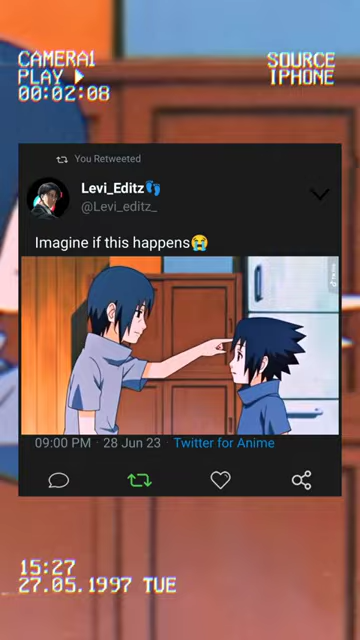 CAMERA1
SOURCE
PLAY
IPHONE
00:02:08
You Retweeted
Levi_Editz👣
@Levi_editz_
Imagine if this happens😭
TikTok
09:00 PM · 28 Jun 23 · Twitter for Anime
15:27
27.05.1997 TUE